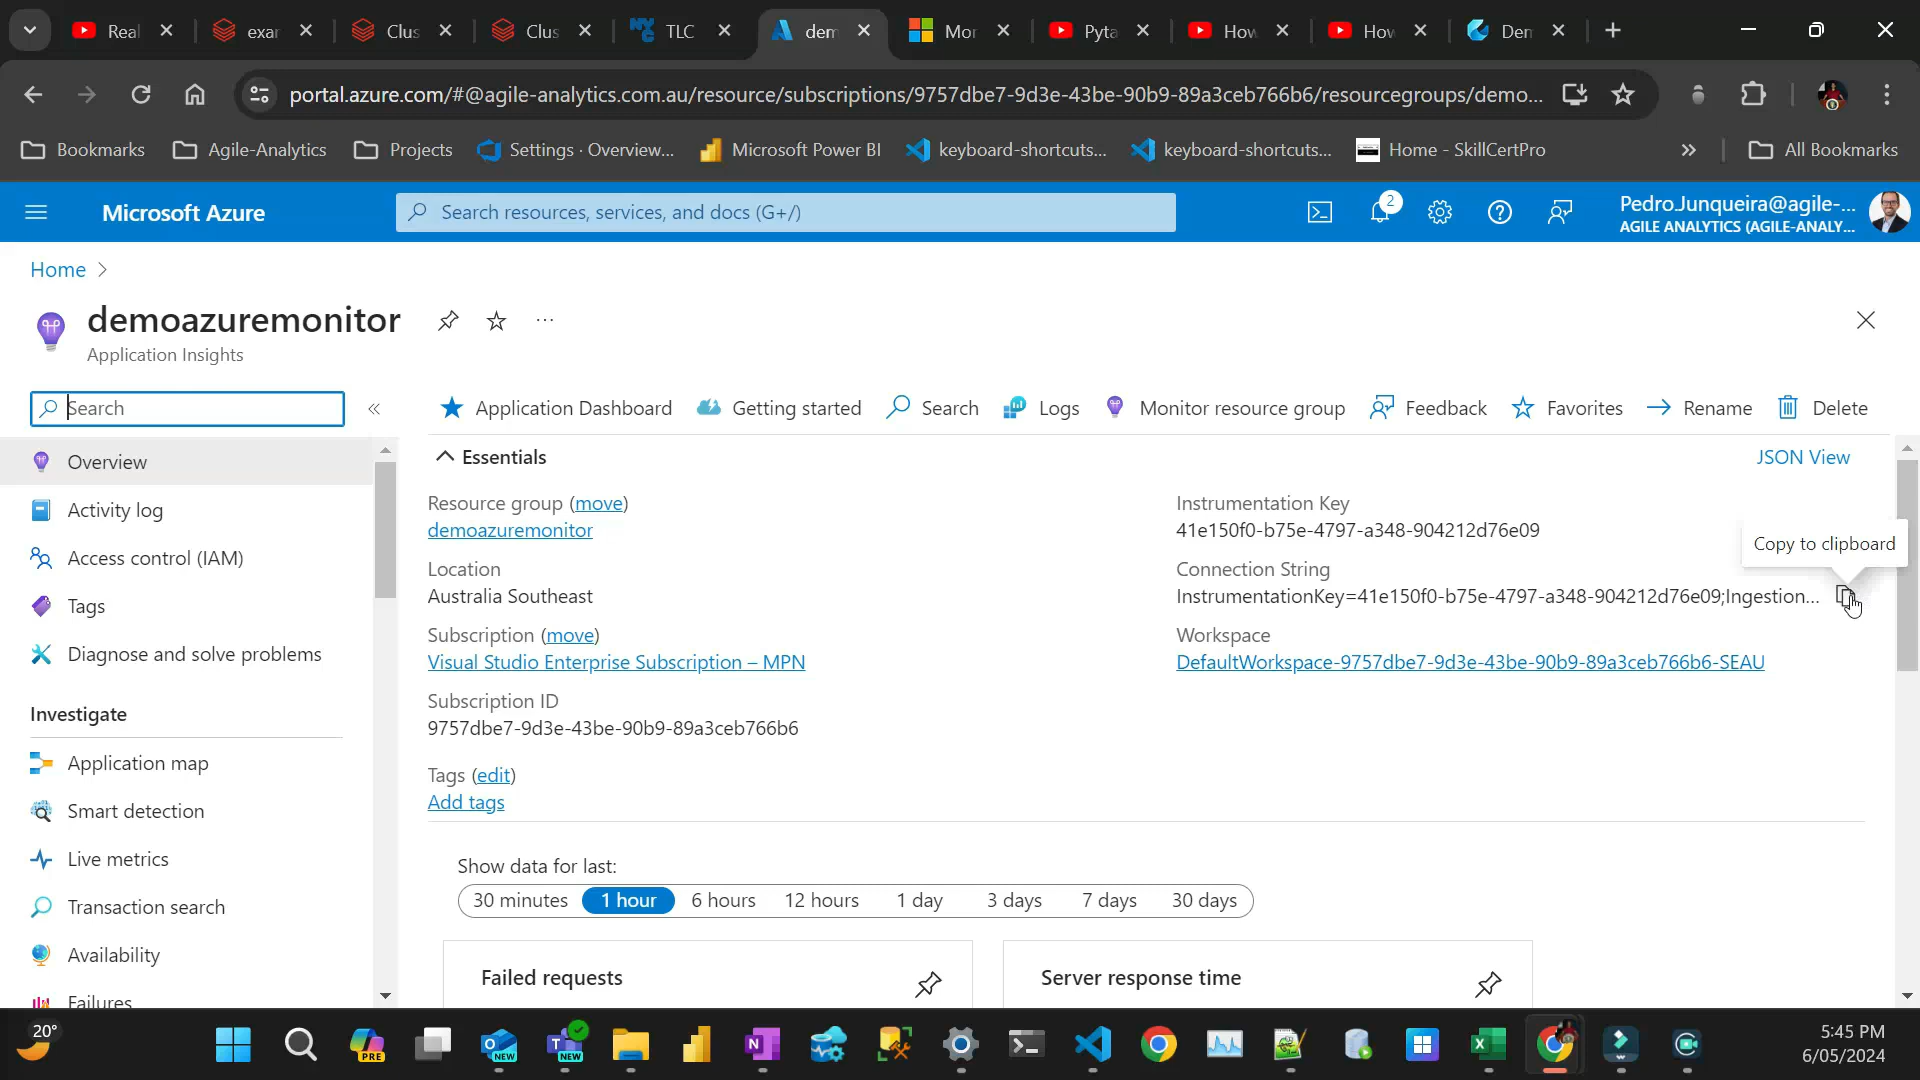 Real
exar
Clus
Clus
TLC
dem
Mor
Pyta
How
How
Den
portal.azure.com/#@agile-analytics.com.au/resource/subscriptions/9757dbe7-9d3e-43be-90b9-89a3ceb766b6/resourcegroups/demo...
Bookmarks
Agile-Analytics
Projects
Settings · Overview...
Microsoft Power BI
keyboard-shortcuts...
keyboard-shortcuts...
Home - SkillCertPro
All Bookmarks
Microsoft Azure
Search resources, services, and docs (G+/)
2
Pedro.Junqueira@agile-...
AGILE ANALYTICS (AGILE-ANALY...
Home
demoazuremonitor
Application Insights
Search
Application Dashboard
Getting started
Search
Logs
Monitor resource group
Feedback
Favorites
Rename
Delete
Overview
Activity log
Access control (IAM)
Tags
Diagnose and solve problems
Investigate
Application map
Smart detection
Live metrics
Transaction search
Availability
Failures
Essentials
JSON View
Resource group (move)
demoazuremonitor
Location
Australia Southeast
Subscription (move)
Visual Studio Enterprise Subscription – MPN
Subscription ID
9757dbe7-9d3e-43be-90b9-89a3ceb766b6
Tags (edit)
Add tags
Instrumentation Key
41e150f0-b75e-4797-a348-904212d76e09
Copy to clipboard
Connection String
InstrumentationKey=41e150f0-b75e-4797-a348-904212d76e09;Ingestion...
Workspace
DefaultWorkspace-9757dbe7-9d3e-43be-90b9-89a3ceb766b6-SEAU
Show data for last:
30 minutes
1 hour
6 hours
12 hours
1 day
3 days
7 days
30 days
Failed requests
Server response time
20°
PRE
NEW
NEW
5:45 PM
6/05/2024